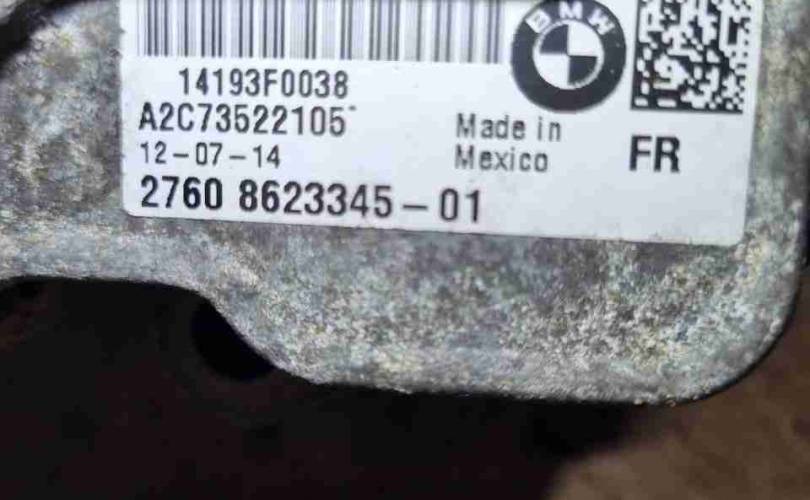 BMW
14193F0038
A2C73522105
12-07-14
Made in
Mexico
FR
2760 8623345-01